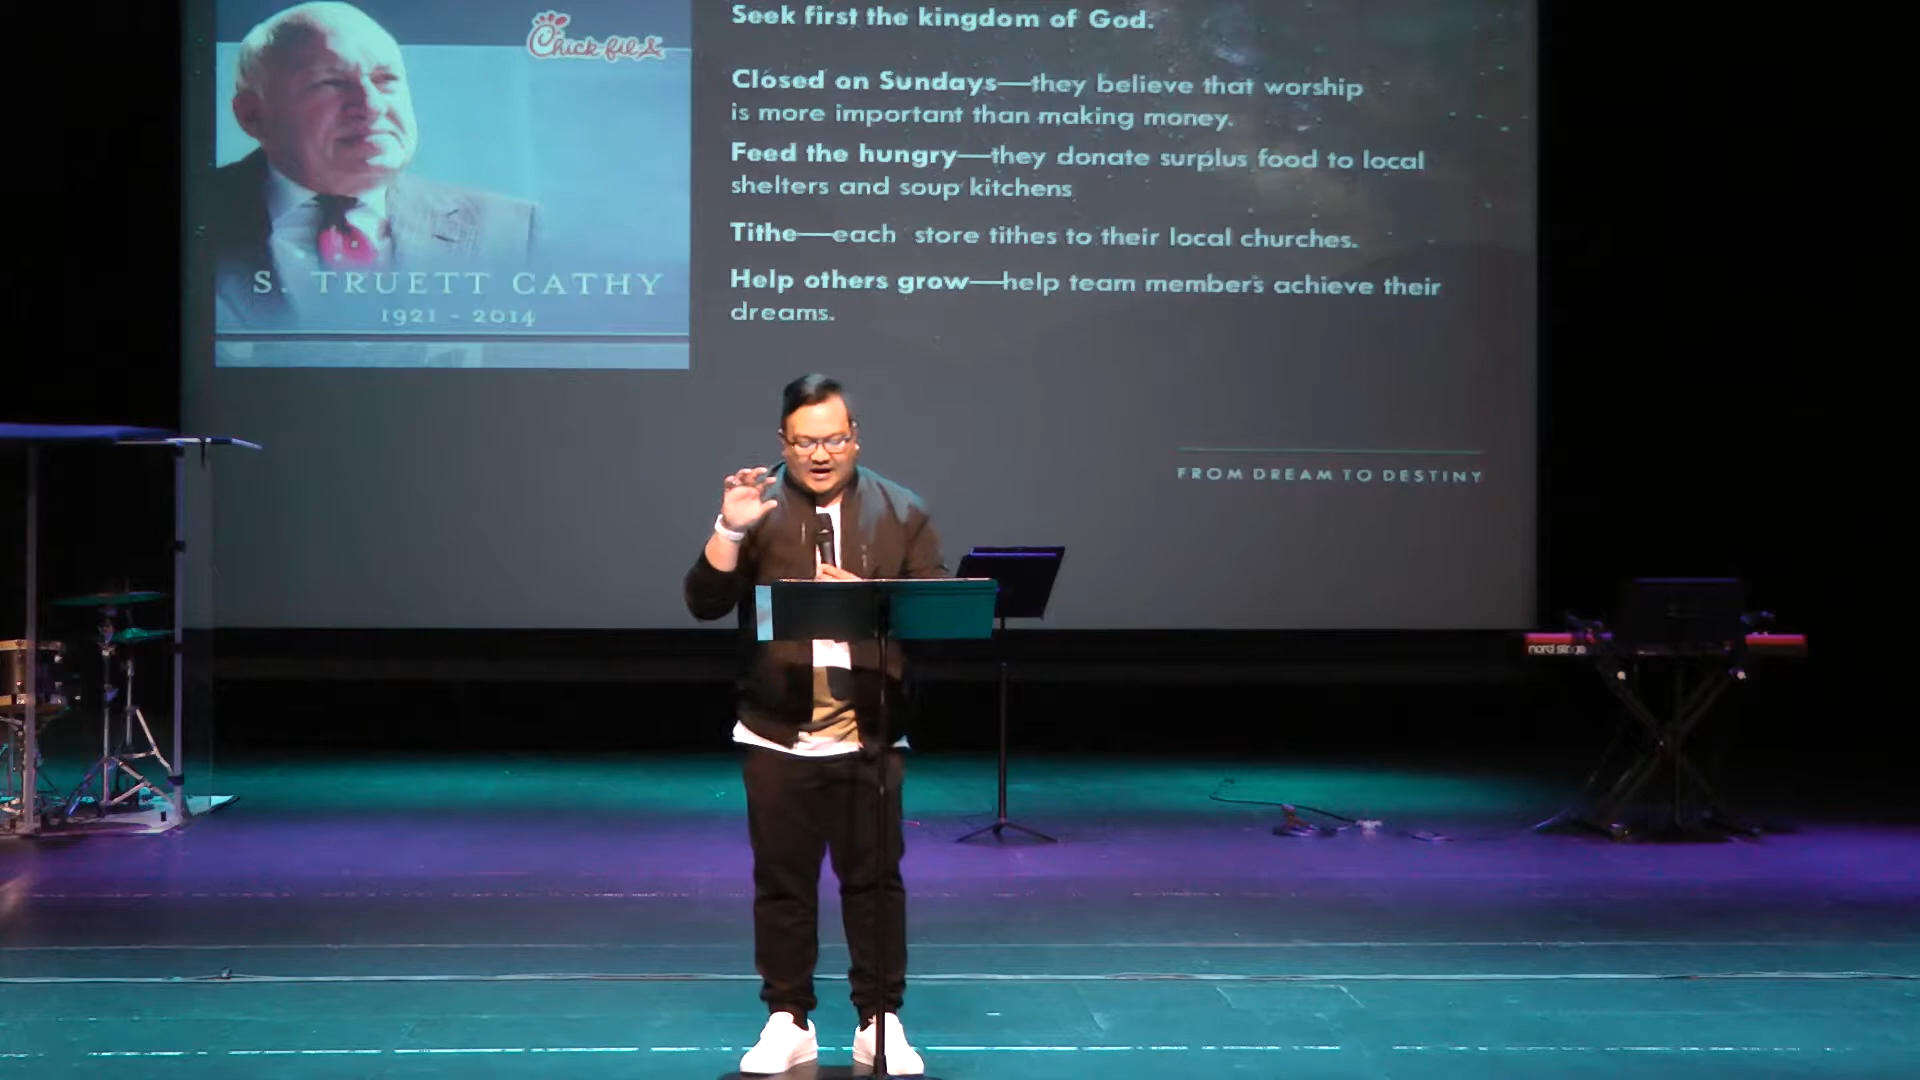 Chick-fil-A
S. TRUETT CATHY
1921 - 2014
Seek first the kingdom of God.
Closed on Sundays—they believe that worship
is more important than making money.
Feed the hungry—they donate surplus food to local
shelters and soup kitchens
Tithe—each store tithes to their local churches.
Help others grow—help team members achieve their
dreams.
FROM DREAM TO DESTINY
nord stage